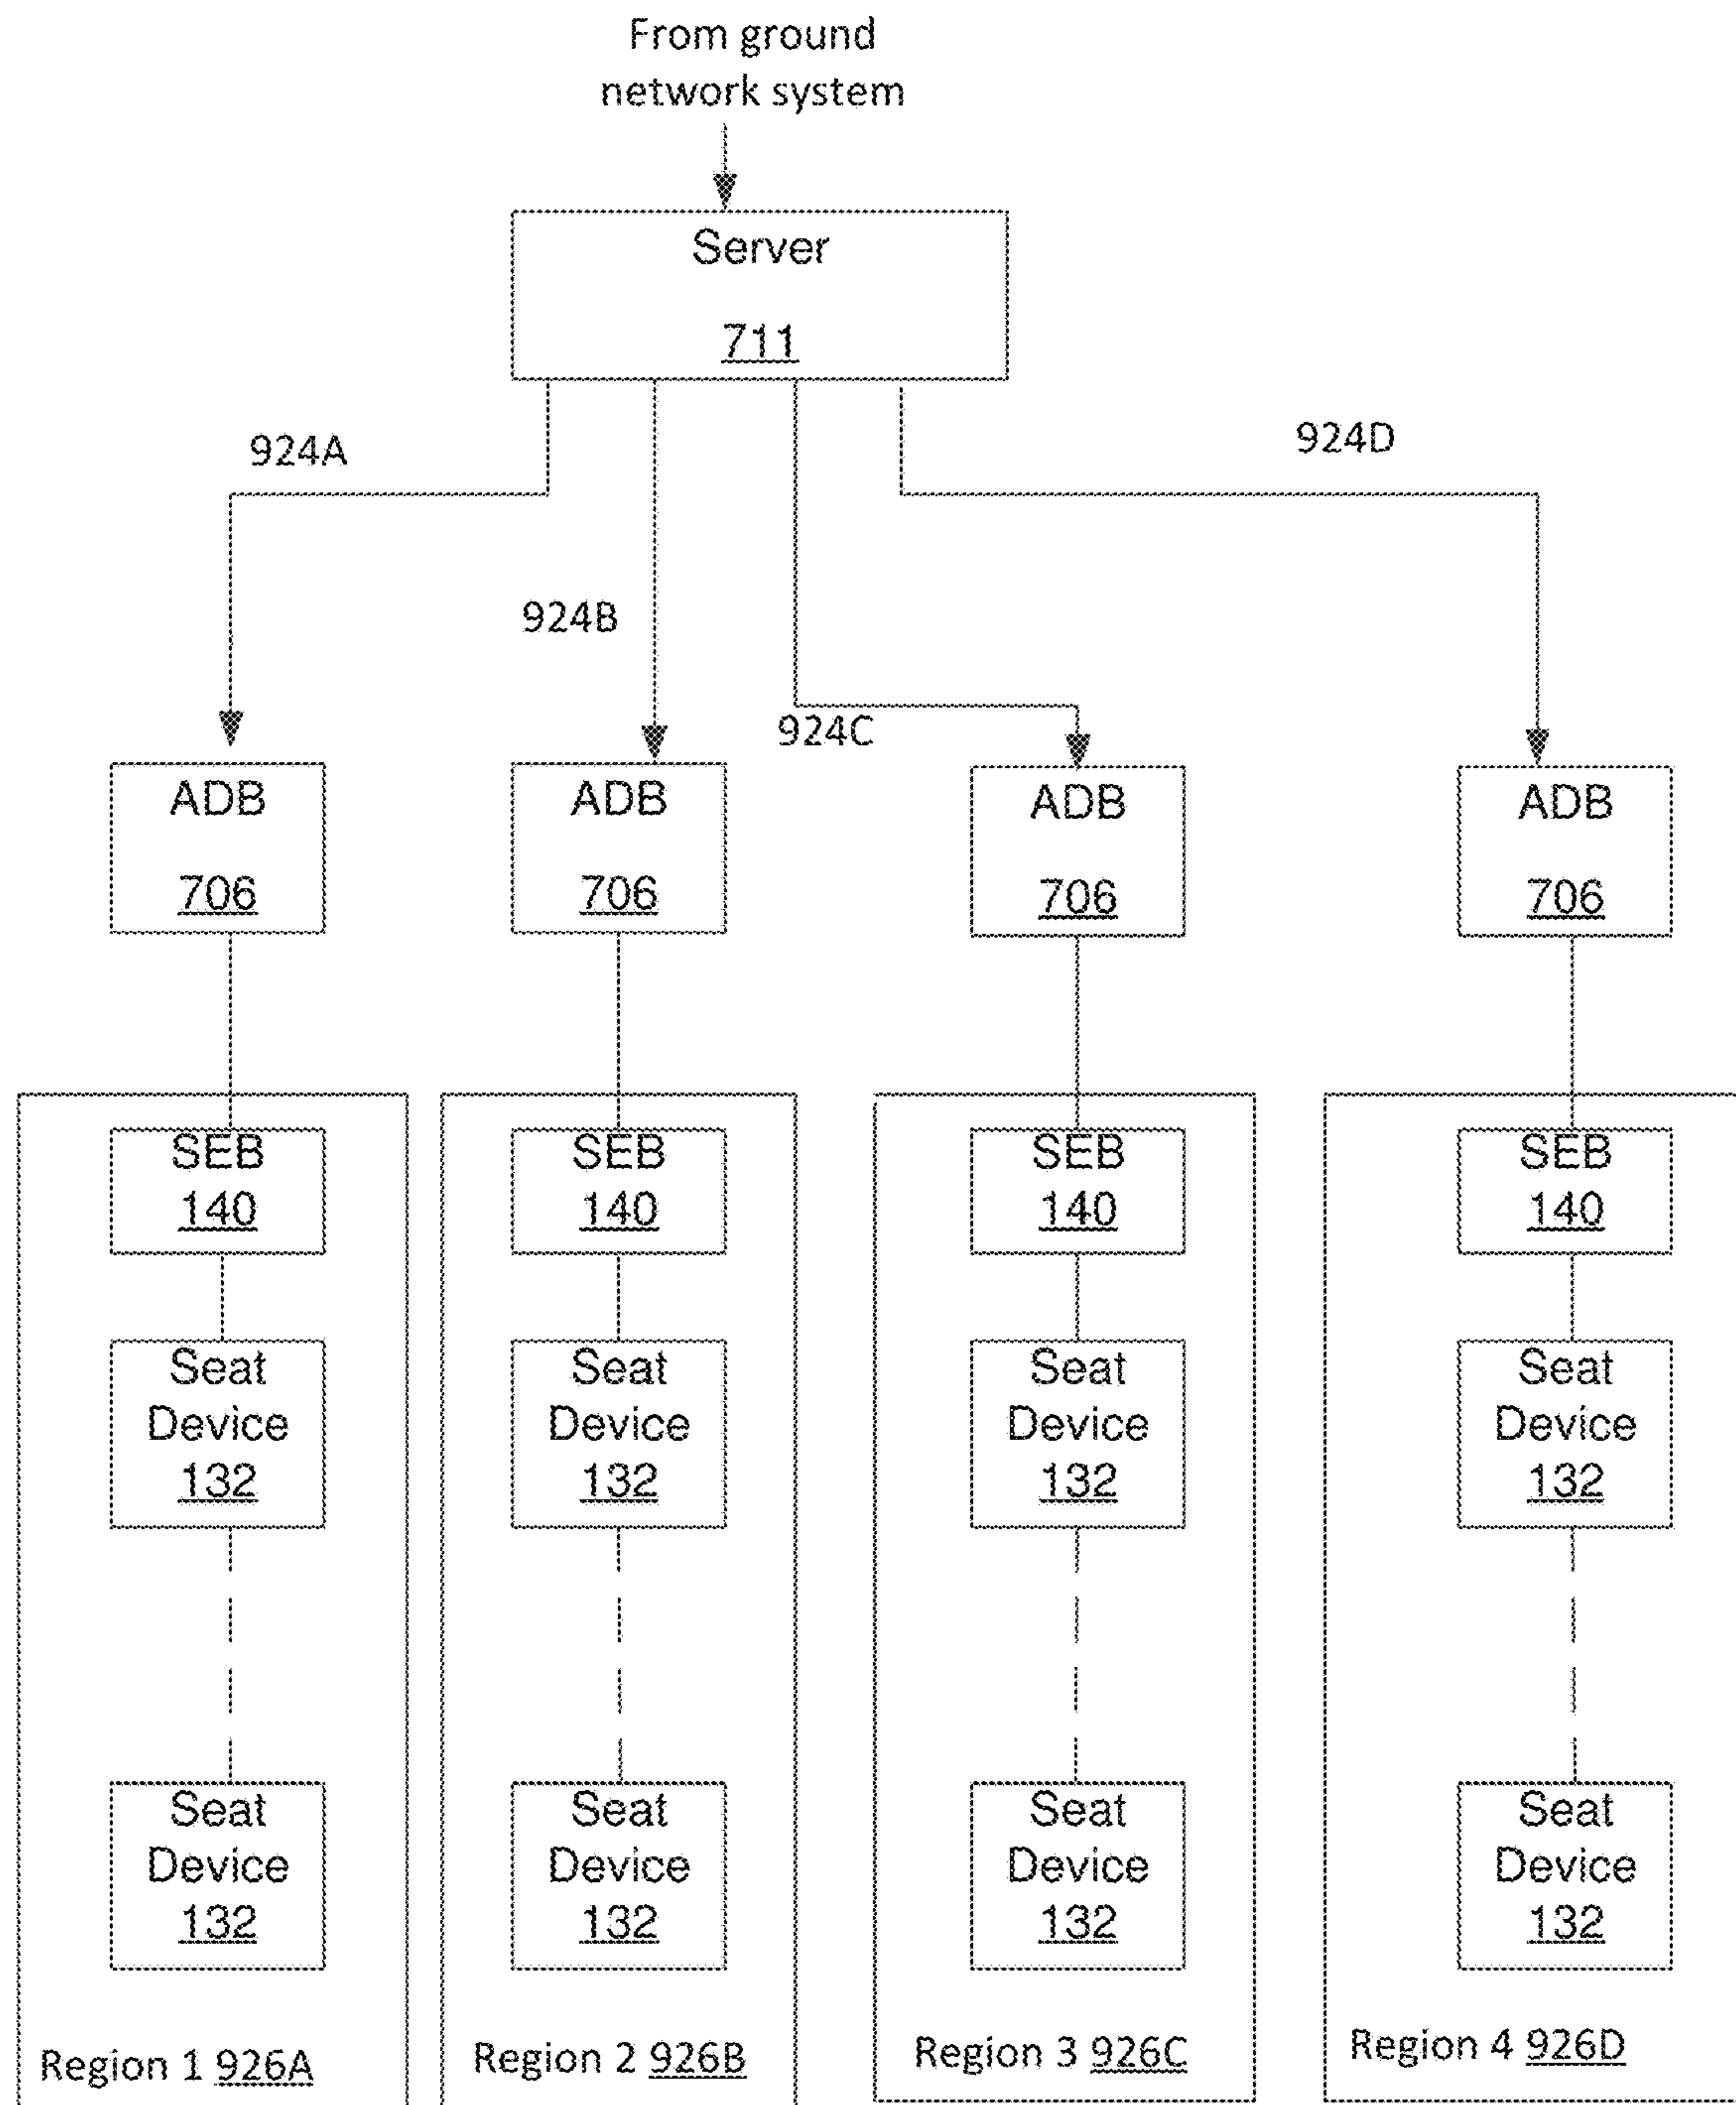 From ground
network system
Server
711
924A
924D
924B
924C
ADB
706
ADB
706
ADB
706
ADB
706
SEB
140
SEB
140
SEB
140
SEB
140
Seat
Device
132
Seat
Device
132
Seat
Device
132
Seat
Device
132
Seat
Device
132
Seat
Device
132
Seat
Device
132
Seat
Device
132
Region 1 926A
Region 2 926B
Region 3 926C
Region 4 926D